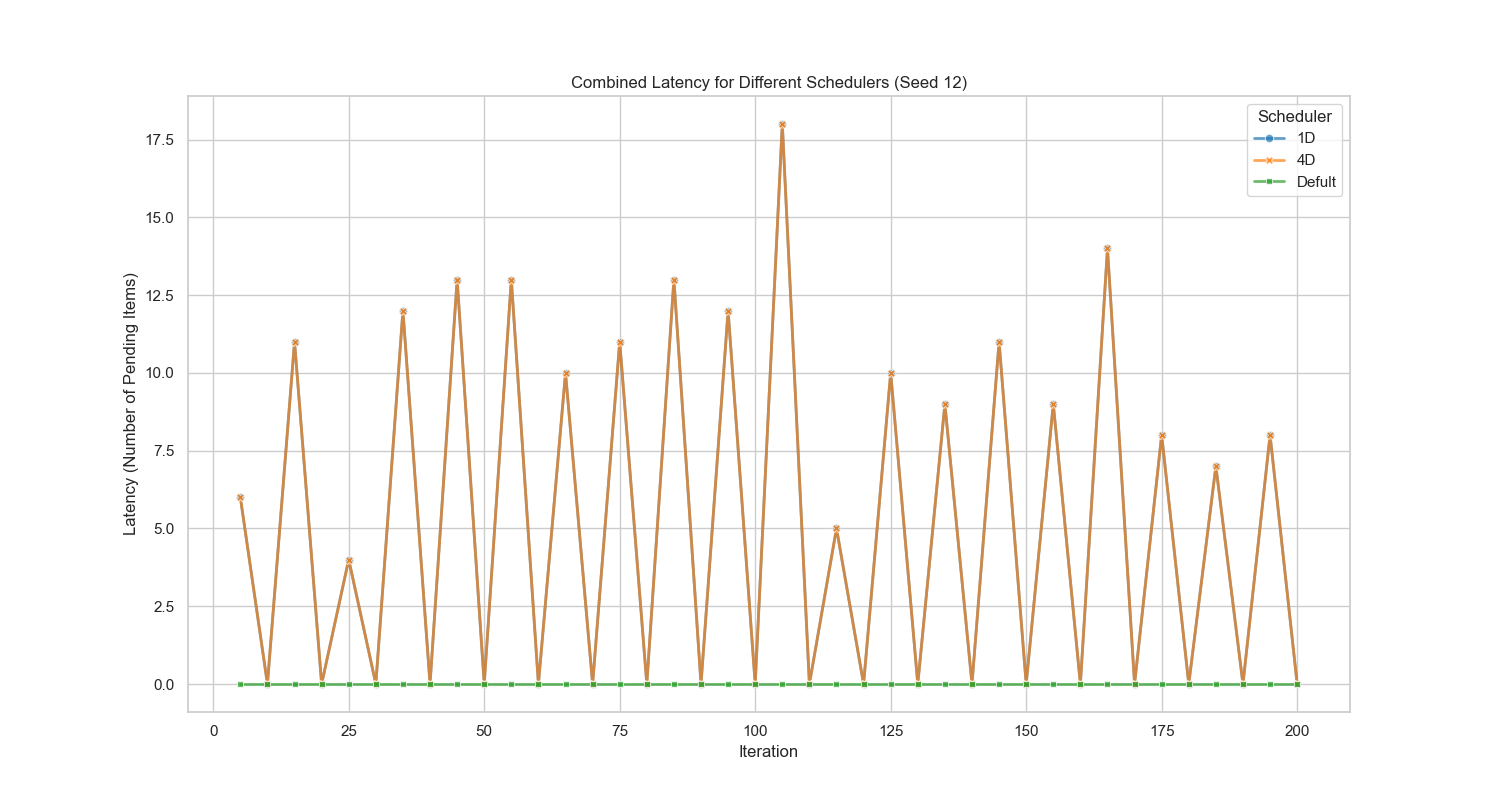 Combined Latency for Different Schedulers (Seed 12)
Scheduler
1D
4D
Defult
17.5
15.0
12.5
10.0
7.5
5.0
2.5
0.0
Latency (Number of Pending Items)
0 25 50 75 100 125 150 175 200
Iteration